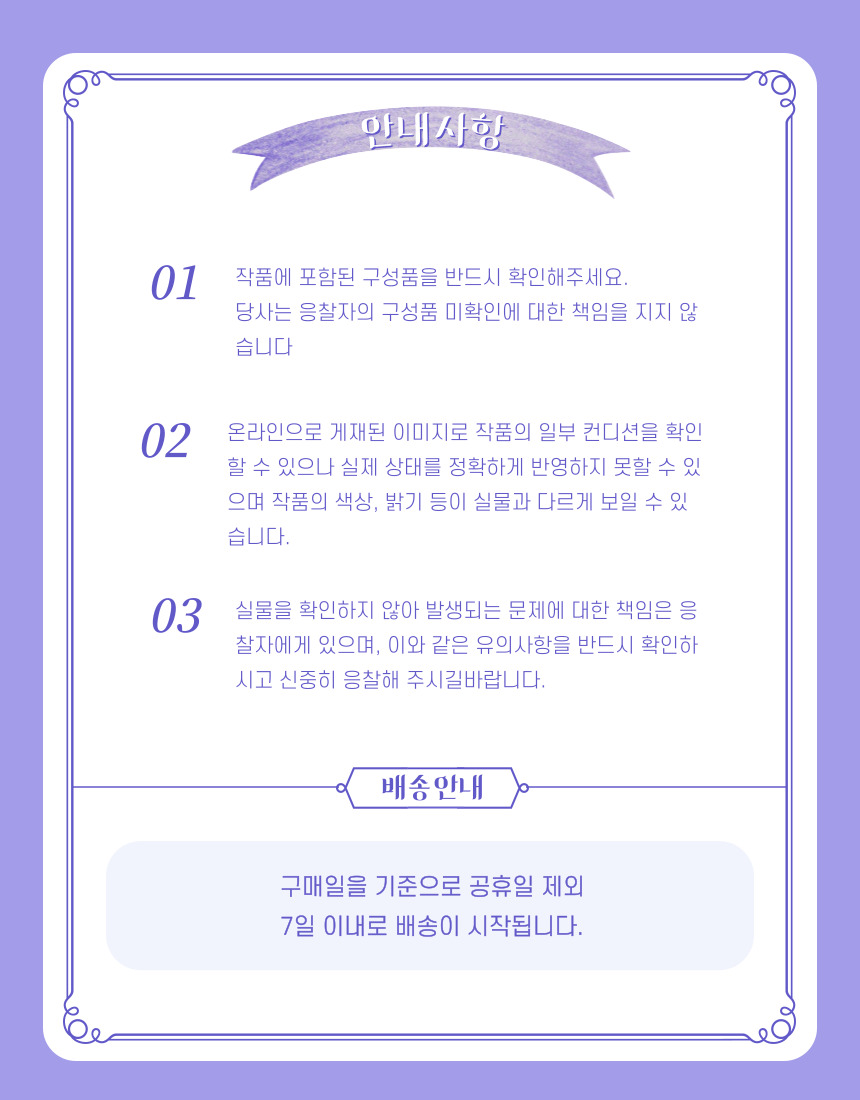 안내사항
01
작품에 포함된 구성품을 반드시 확인해주세요.
당사는 응찰자의 구성품 미확인에 대한 책임을 지지 않
습니다
02
온라인으로 게재된 이미지로 작품의 일부 컨디션을 확인
할 수 있으나 실제 상태를 정확하게 반영하지 못할 수 있
으며 작품의 색상, 밝기 등이 실물과 다르게 보일 수 있
습니다.
03
실물을 확인하지 않아 발생되는 문제에 대한 책임은 응
찰자에게 있으며, 이와 같은 유의사항을 반드시 확인하
시고 신중히 응찰해 주시길바랍니다.
배송안내
구매일을 기준으로 공휴일 제외
7일 이내로 배송이 시작됩니다.